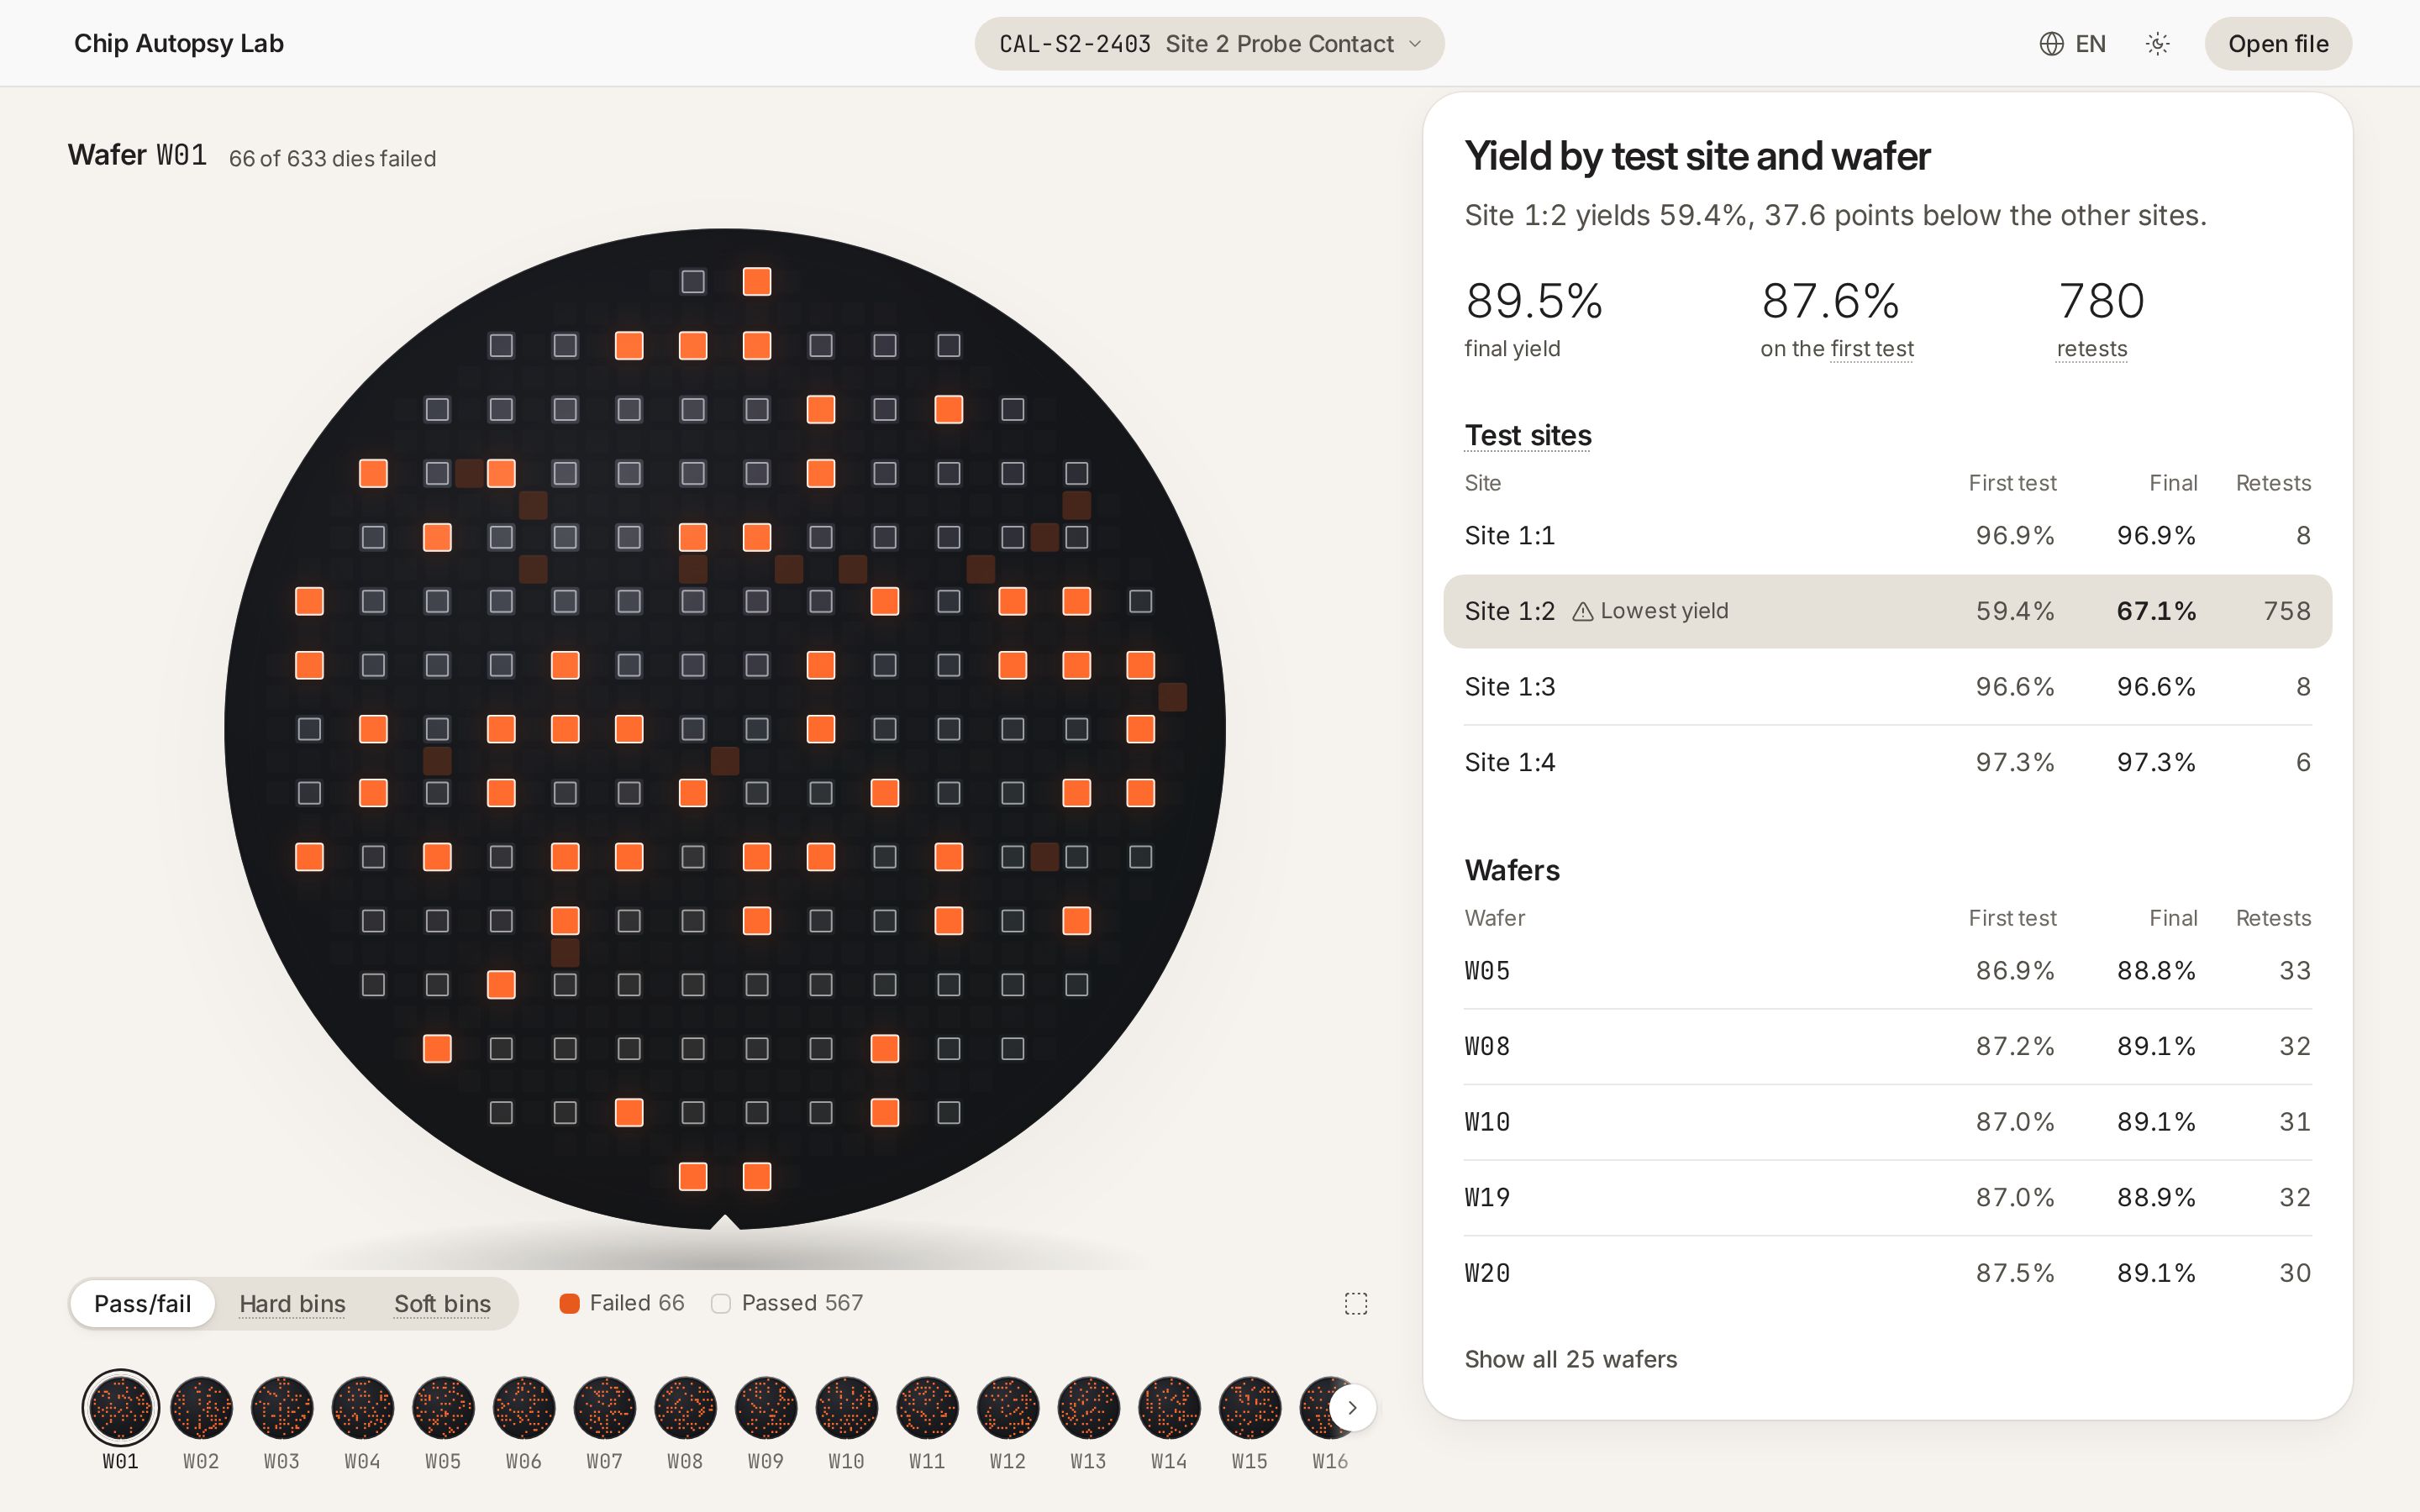 Chip Autopsy Lab
CAL-S2-2403 Site 2 Probe Contact
EN
Open file
Wafer W01 66 of 633 dies failed
Pass/fail
Hard bins
Soft bins
Failed 66
Passed 567
W01
W02
W03
W04
W05
W06
W07
W08
W09
W10
W11
W12
W13
W14
W15
W16
Yield by test site and wafer
Site 1:2 yields 59.4%, 37.6 points below the other sites.
89.5%
final yield
87.6%
on the first test
780
retests
Test sites
Site First test Final Retests
Site 1:1 96.9% 96.9% 8
Site 1:2 Lowest yield 59.4% 67.1% 758
Site 1:3 96.6% 96.6% 8
Site 1:4 97.3% 97.3% 6
Wafers
Wafer First test Final Retests
W05 86.9% 88.8% 33
W08 87.2% 89.1% 32
W10 87.0% 89.1% 31
W19 87.0% 88.9% 32
W20 87.5% 89.1% 30
Show all 25 wafers